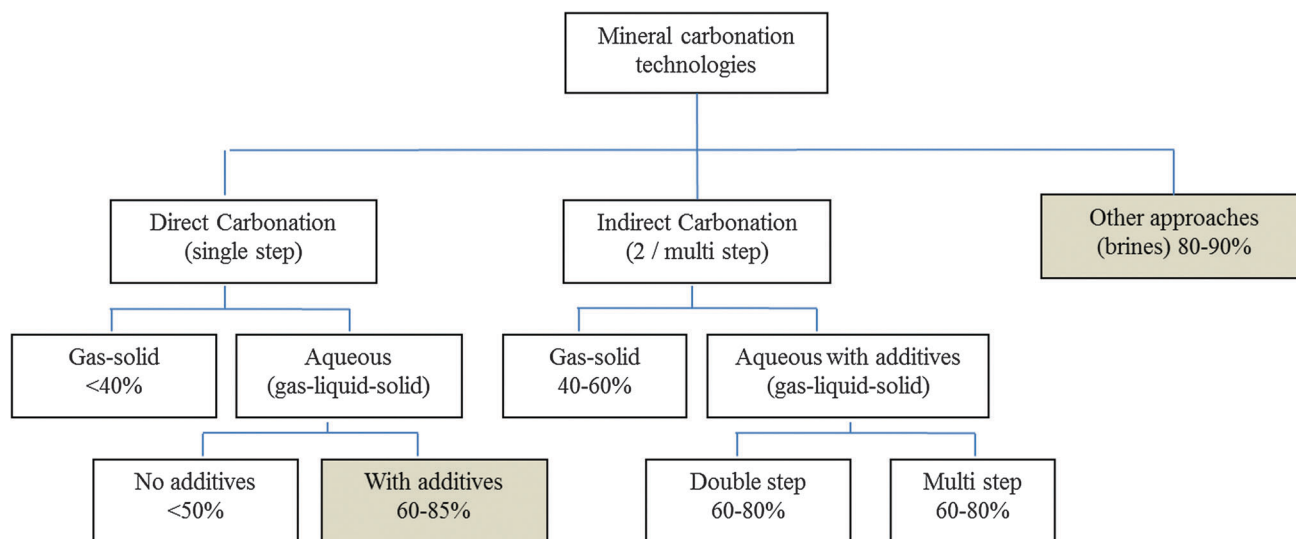 Mineral carbonation
technologies
Direct Carbonation
(single step)
Indirect Carbonation
(2 / multi step)
Other approaches
(brines) 80-90%
Gas-solid
<40%
Aqueous
(gas-liquid-solid)
Gas-solid
40-60%
Aqueous with additives
(gas-liquid-solid)
No additives
<50%
With additives
60-85%
Double step
60-80%
Multi step
60-80%